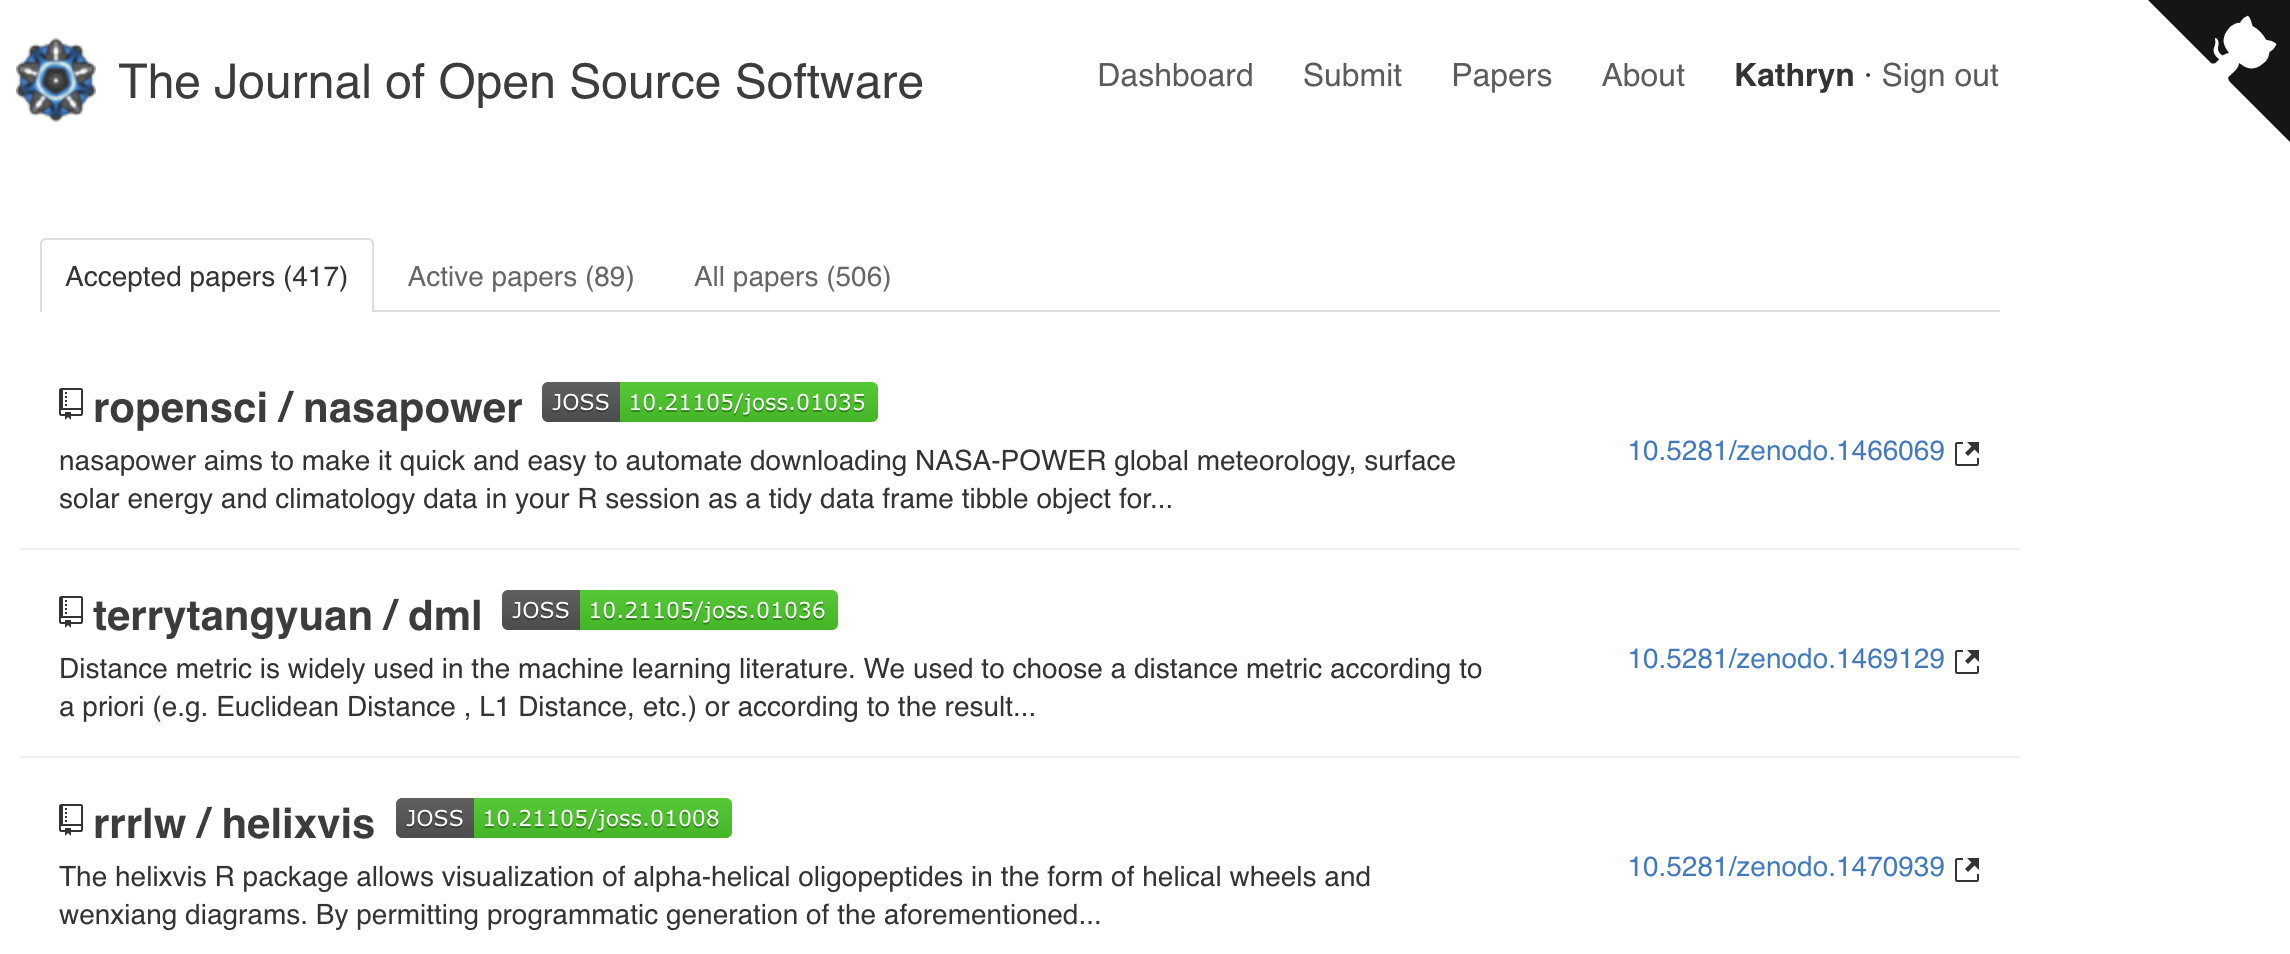 The Journal of Open Source Software
Dashboard Submit Papers About Kathryn · Sign out
Accepted papers (417) Active papers (89) All papers (506)
ropensci / nasapower JOSS 10.21105/joss.01035
nasapower aims to make it quick and easy to automate downloading NASA-POWER global meteorology, surface
solar energy and climatology data in your R session as a tidy data frame tibble object for...
10.5281/zenodo.1466069
terrytangyuan / dml JOSS 10.21105/joss.01036
Distance metric is widely used in the machine learning literature. We used to choose a distance metric according to
a priori (e.g. Euclidean Distance , L1 Distance, etc.) or according to the result...
10.5281/zenodo.1469129
rrrlw / helixvis JOSS 10.21105/joss.01008
The helixvis R package allows visualization of alpha-helical oligopeptides in the form of helical wheels and
wenxiang diagrams. By permitting programmatic generation of the aforementioned...
10.5281/zenodo.1470939